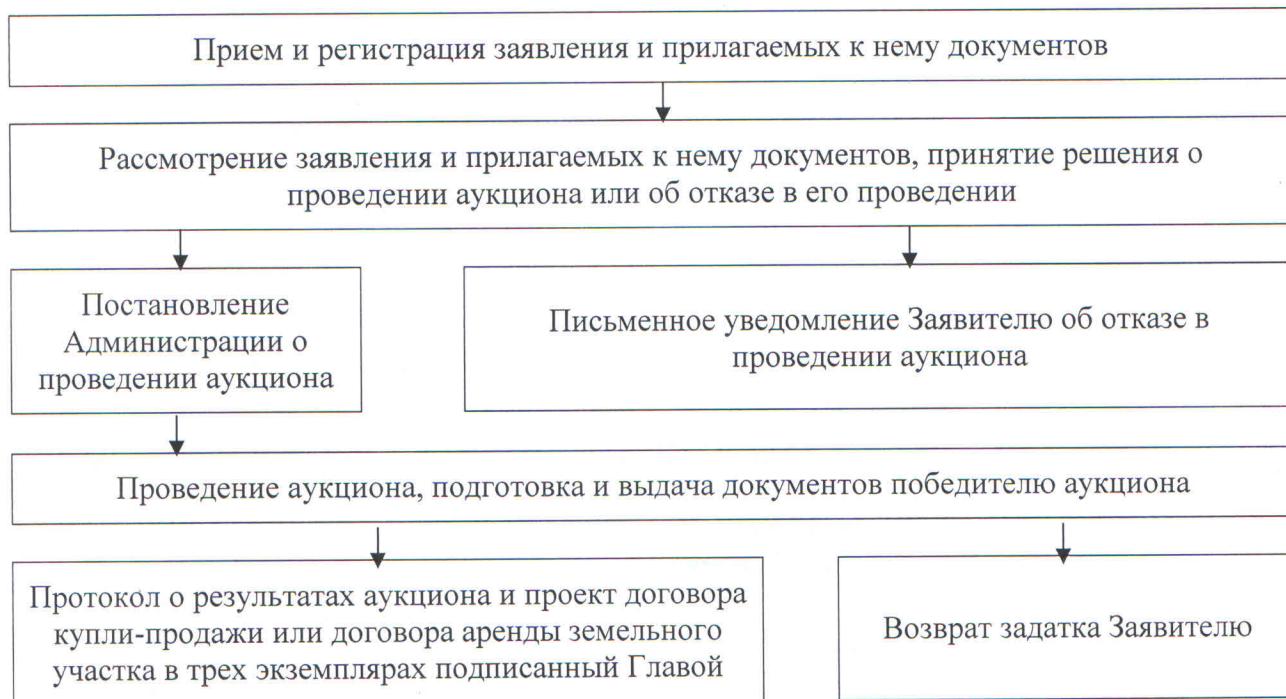 Прием и регистрация заявления и прилагаемых к нему документов
Рассмотрение заявления и прилагаемых к нему документов, принятие решения о
проведении аукциона или об отказе в его проведении
Постановление
Администрации о
проведении аукциона
Письменное уведомление Заявителю об отказе в
проведении аукциона
Проведение аукциона, подготовка и выдача документов победителю аукциона
Протокол о результатах аукциона и проект договора
купли-продажи или договора аренды земельного
участка в трех экземплярах подписанный Главой
Возврат задатка Заявителю